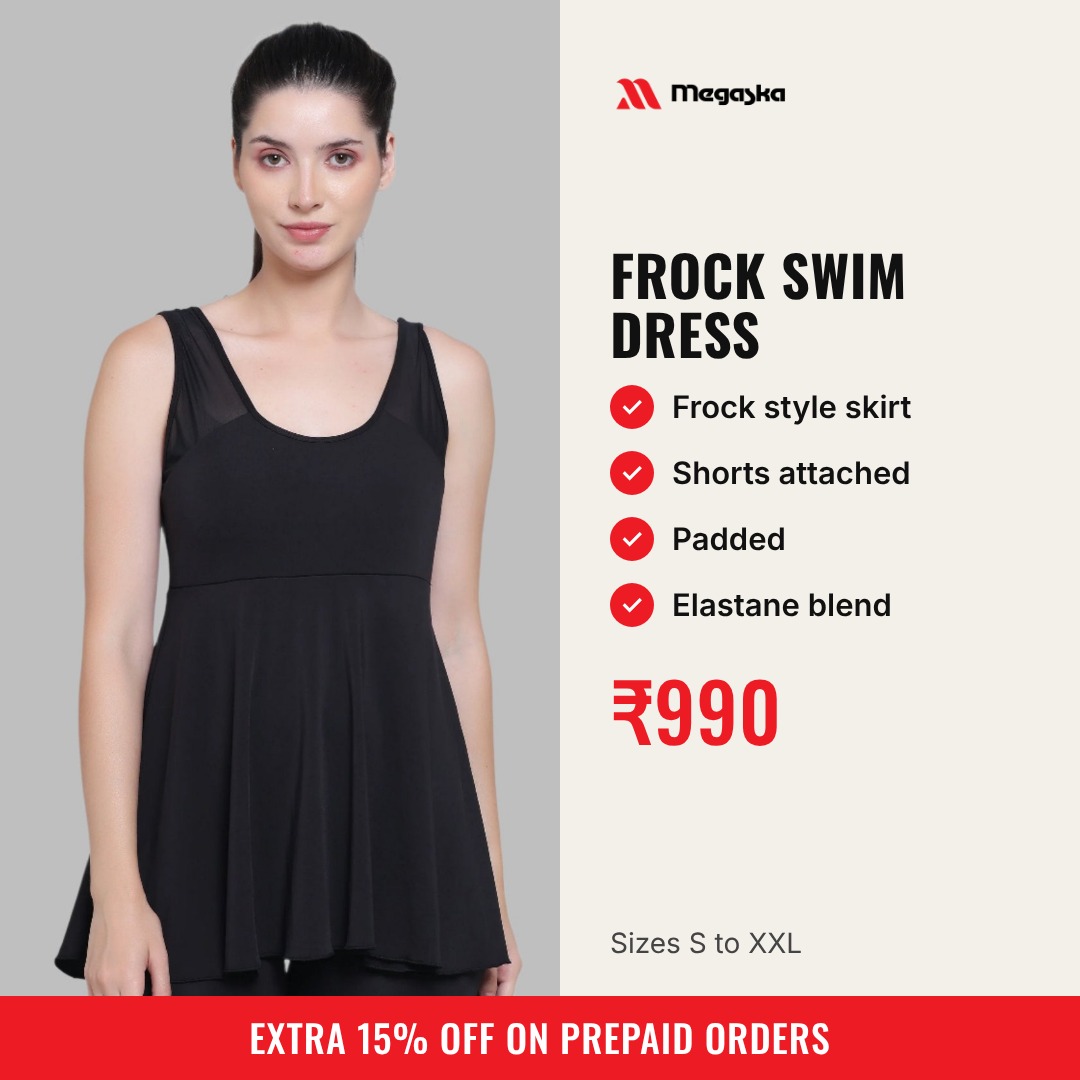 Megaska
FROCK SWIM
DRESS
Frock style skirt
Shorts attached
Padded
Elastane blend
₹990
Sizes S to XXL
EXTRA 15% OFF ON PREPAID ORDERS